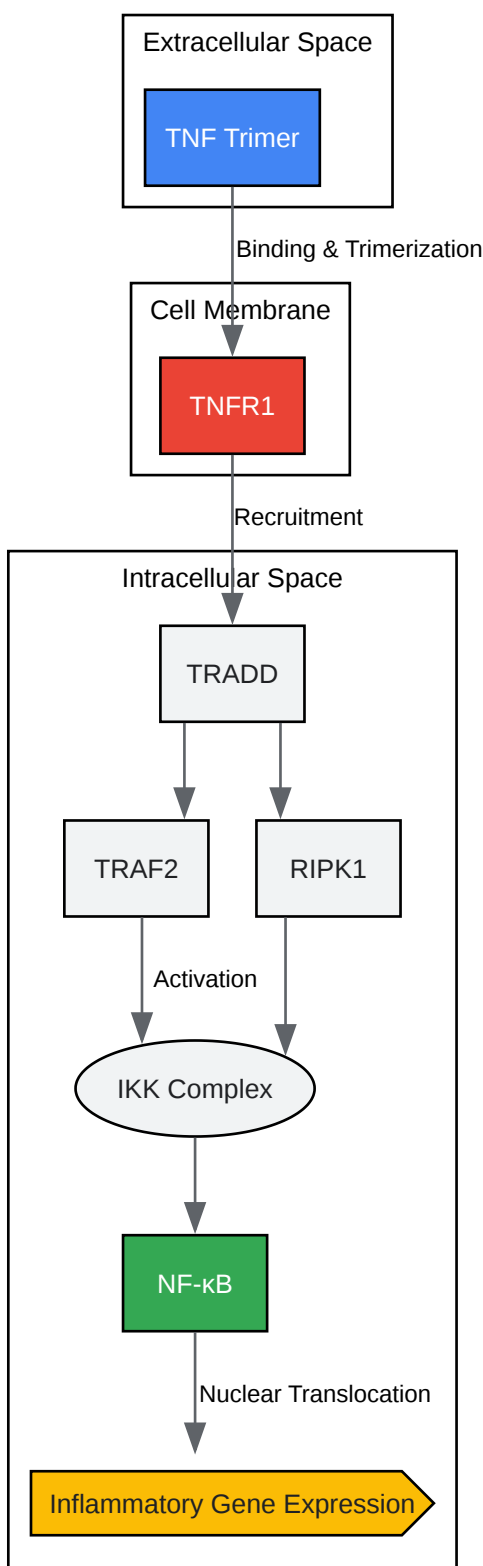 Extracellular Space
TNF Trimer
Binding & Trimerization
Cell Membrane
TNFR1
Recruitment
Intracellular Space
TRADD
TRAF2
RIPK1
Activation
IKK Complex
NF-κB
Nuclear Translocation
Inflammatory Gene Expression